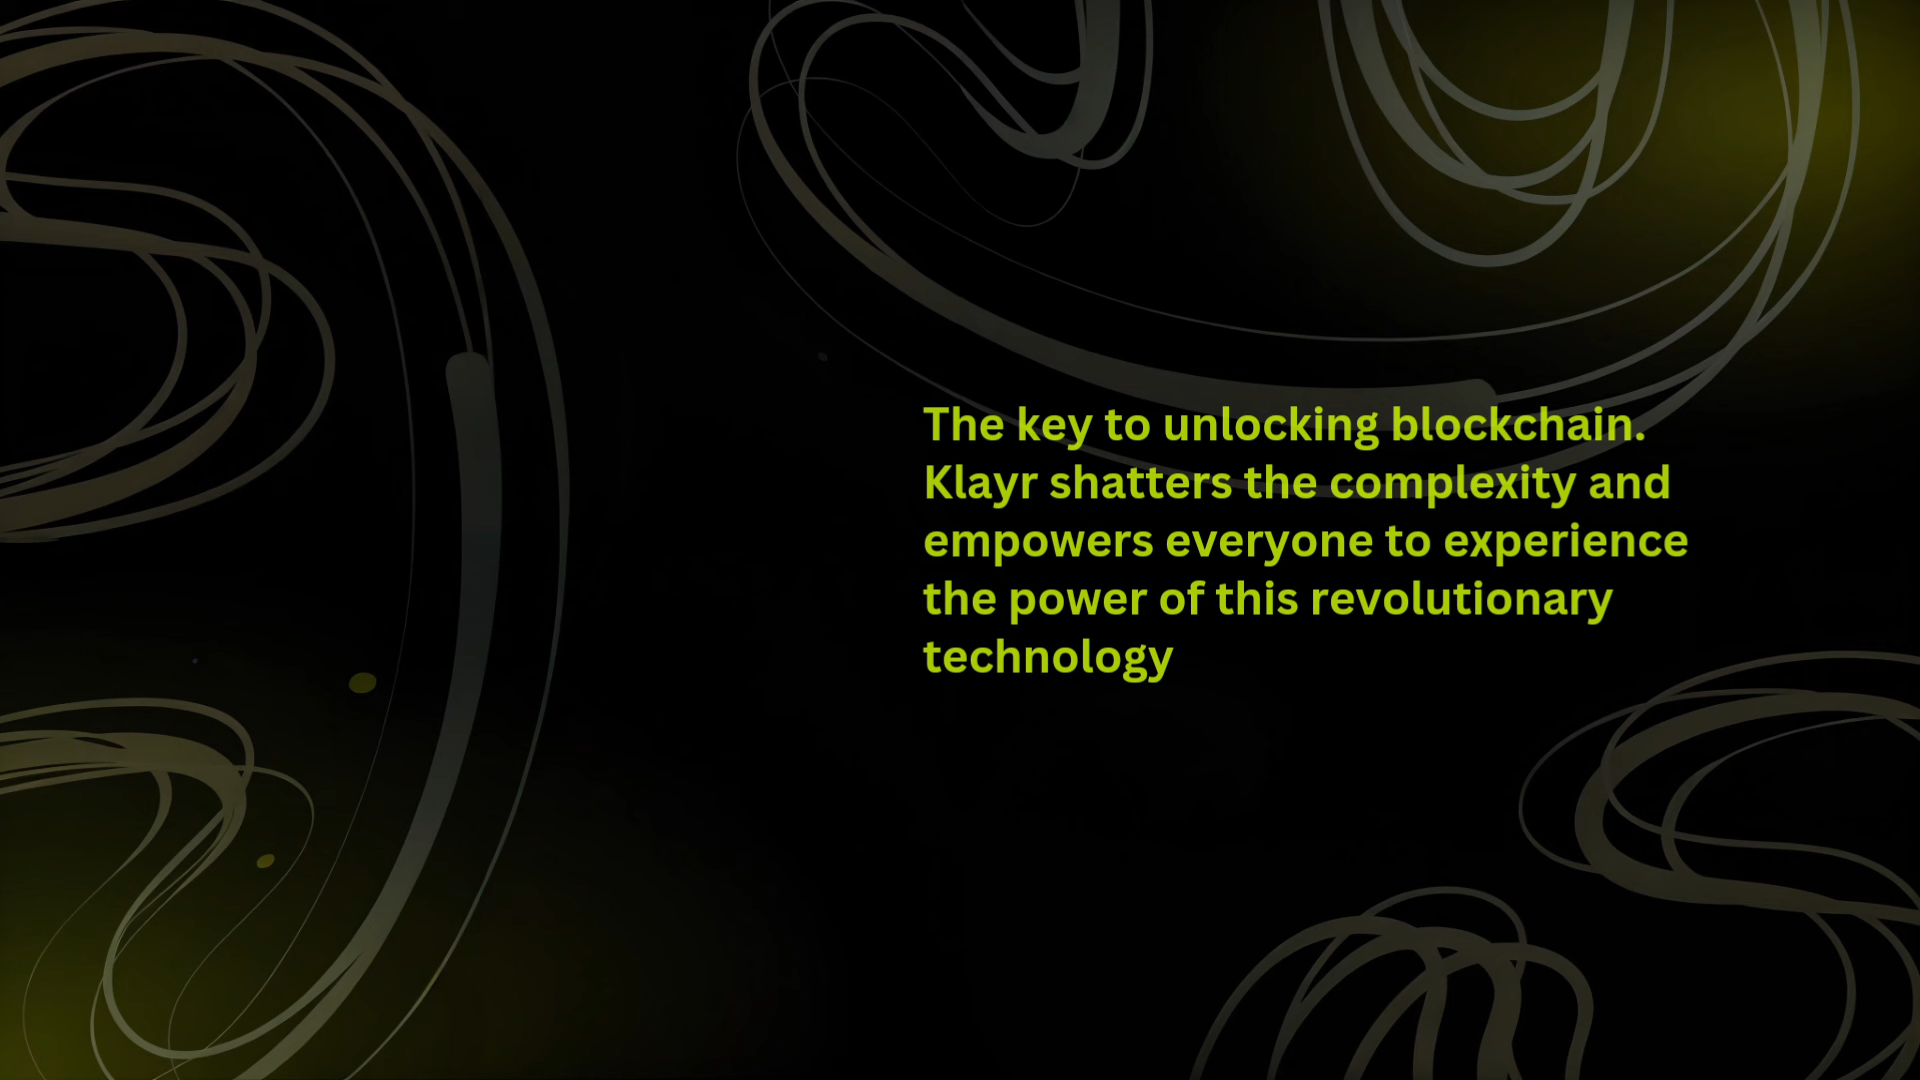 The key to unlocking blockchain.
Klayr shatters the complexity and
empowers everyone to experience
the power of this revolutionary
technology